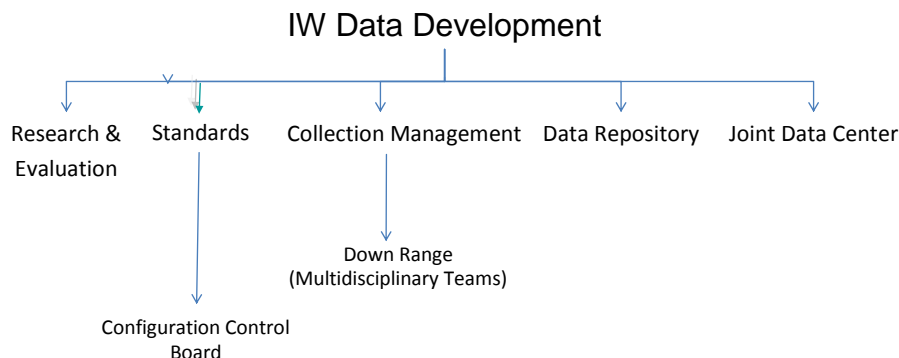 IW Data Development
Research &
Evaluation
Standards
Collection Management
Data Repository
Joint Data Center
Down Range
(Multidisciplinary Teams)
Configuration Control
Board